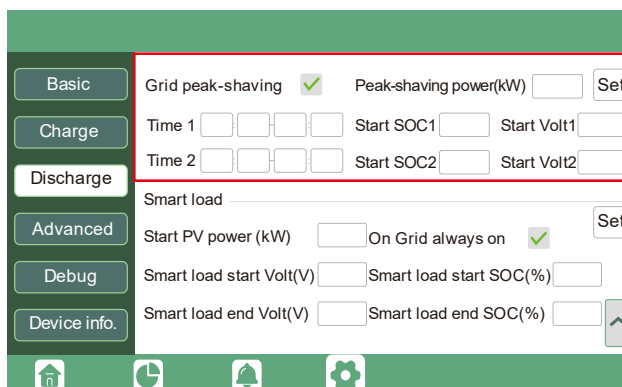 Basic
Charge
Discharge
Advanced
Debug
Device info.
Grid peak-shaving Peak-shaving power(kW) Set
Time 1 Start SOC1 Start Volt1
Time 2 Start SOC2 Start Volt2
Smart load
Set
Start PV power (kW) On Grid always on
Smart load start Volt(V) Smart load start SOC(%)
Smart load end Volt(V) Smart load end SOC(%)